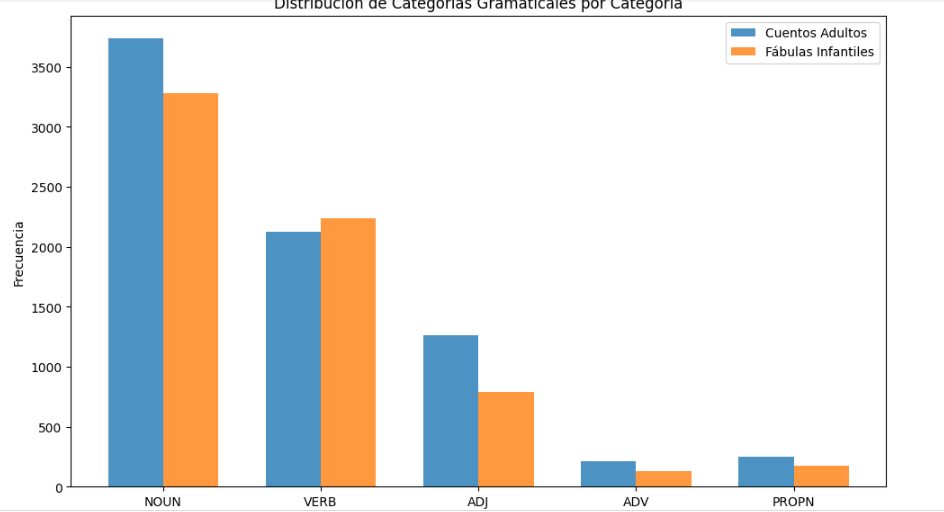 Distribución de Categorías Gramaticales por Categoría
Cuentos Adultos
Fábulas Infantiles
3500
3000
2500
2000
1500
1000
500
0
Frecuencia
NOUN VERB ADJ ADV PROPN